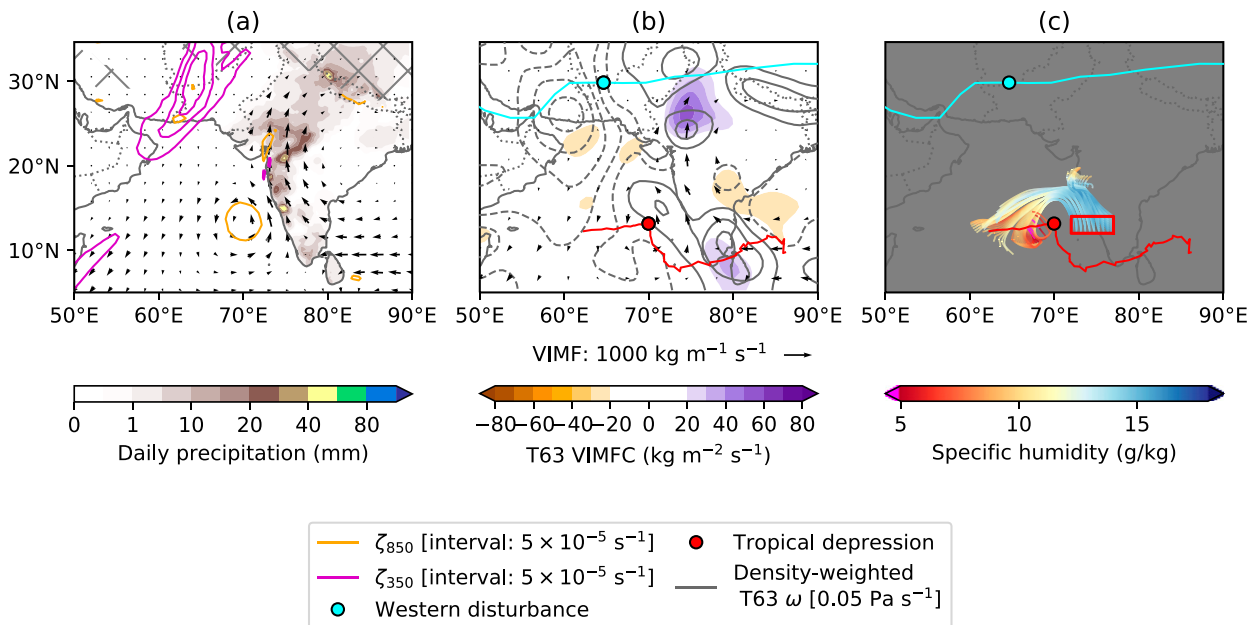 (a) (b) (c)
30°N
20°N
10°N
50°E 60°E 70°E 80°E 90°E 50°E 60°E 70°E 80°E 90°E 50°E 60°E 70°E 80°E 90°E
VIMF: 1000 kg m⁻¹ s⁻¹
0 1 10 20 40 80
Daily precipitation (mm)
−80 −60 −40 −20 0 20 40 60 80
T63 VIMFC (kg m⁻² s⁻¹)
5 10 15
Specific humidity (g/kg)
ζ₈₅₀ [interval: 5 × 10⁻⁵ s⁻¹]
ζ₃₅₀ [interval: 5 × 10⁻⁵ s⁻¹]
Western disturbance
Tropical depression
Density-weighted
T63 ω [0.05 Pa s⁻¹]